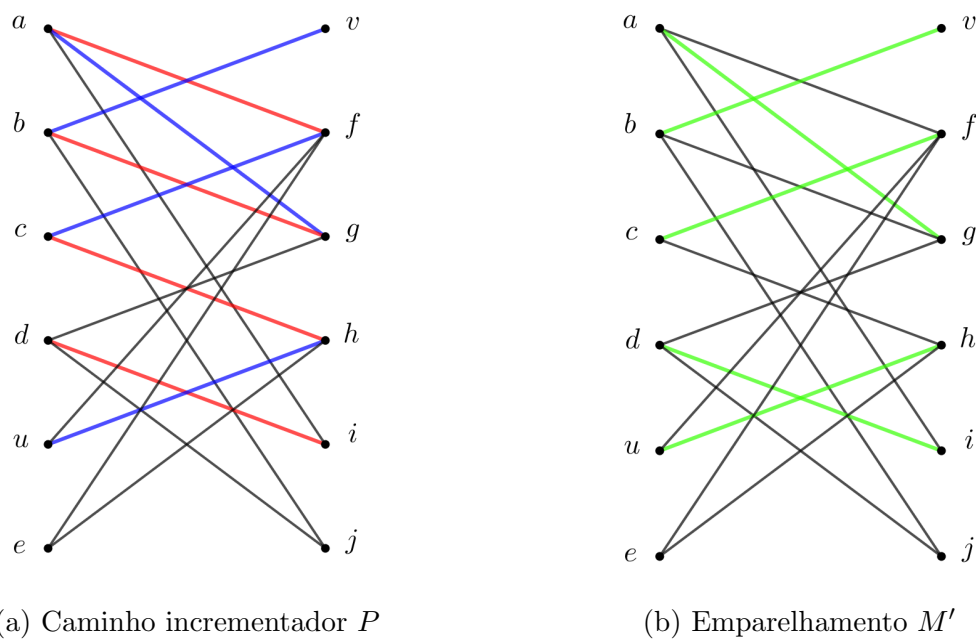 a v a v
b f b f
c g c g
d h d h
u i u i
e j e j
a) Caminho incrementador P (b) Emparelhamento M′